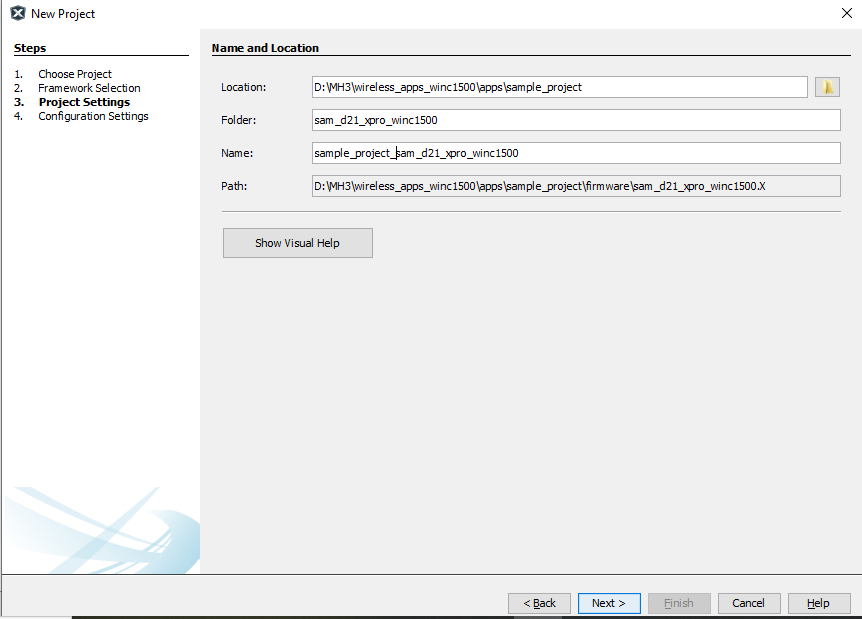 New Project
Steps
1. Choose Project
2. Framework Selection
3. Project Settings
4. Configuration Settings
Name and Location
Location: D:\MH3\wireless_apps_winc1500\apps\sample_project
Folder: sam_d21_xpro_winc1500
Name: sample_project_sam_d21_xpro_winc1500
Path: D:\MH3\wireless_apps_winc1500\apps\sample_project\firmware\sam_d21_xpro_winc1500.X
Show Visual Help
< Back Next > Finish Cancel Help